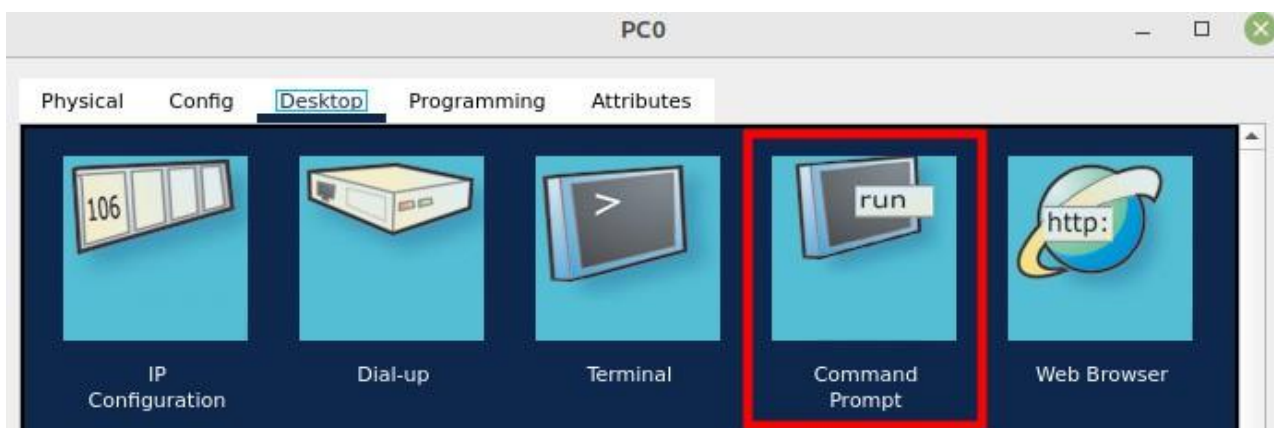 PC0
Physical Config Desktop Programming Attributes
106
>
run
http:
IP
Configuration
Dial-up
Terminal
Command
Prompt
Web Browser